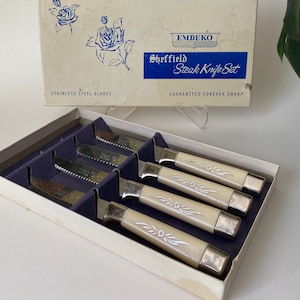 EMDEKO
Sheffield
Steak Knife Set
STAINLESS STEEL BLADES
GUARANTEED FOREVER SHARP